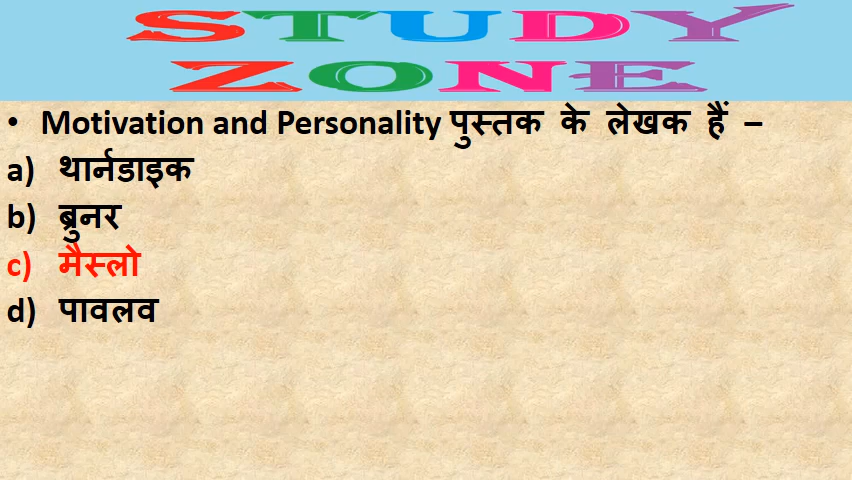 STUDY
ZONE
• Motivation and Personality पुस्तक के लेखक हैं –
a) थार्नडाइक
b) ब्रुनर
c) मैस्लो
d) पावलव